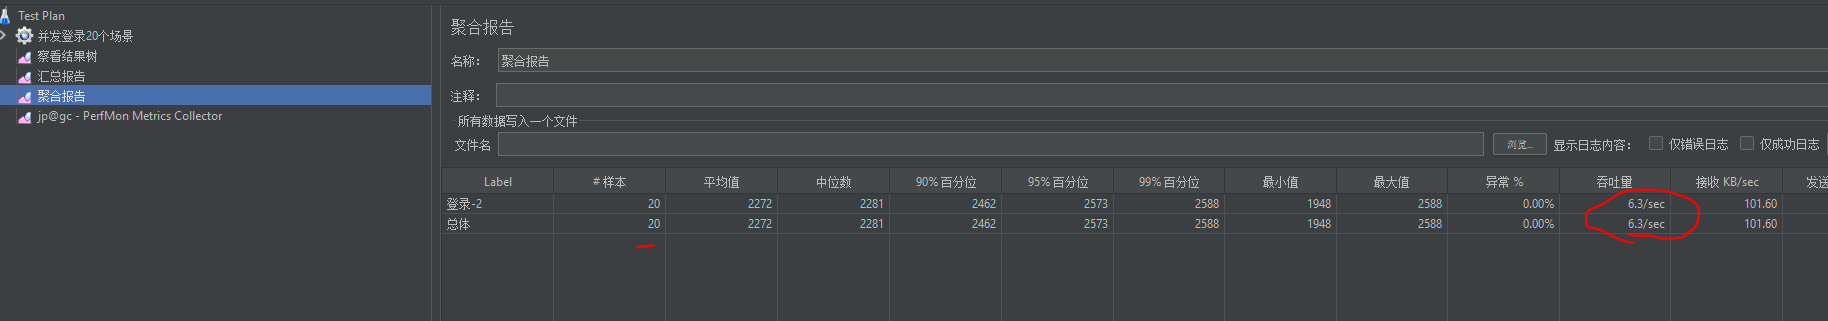 Test Plan
并发登录20个场景
察看结果树
汇总报告
聚合报告
jp@gc - PerfMon Metrics Collector
聚合报告
名称： 聚合报告
注释：
所有数据写入一个文件
文件名 浏览... 显示日志内容： 仅错误日志 仅成功日志
Label # 样本 平均值 中位数 90% 百分位 95% 百分位 99% 百分位 最小值 最大值 异常 % 吞吐量 接收 KB/sec 发送
登录-2 20 2272 2281 2462 2573 2588 1948 2588 0.00% 6.3/sec 101.60
总体 20 2272 2281 2462 2573 2588 1948 2588 0.00% 6.3/sec 101.60